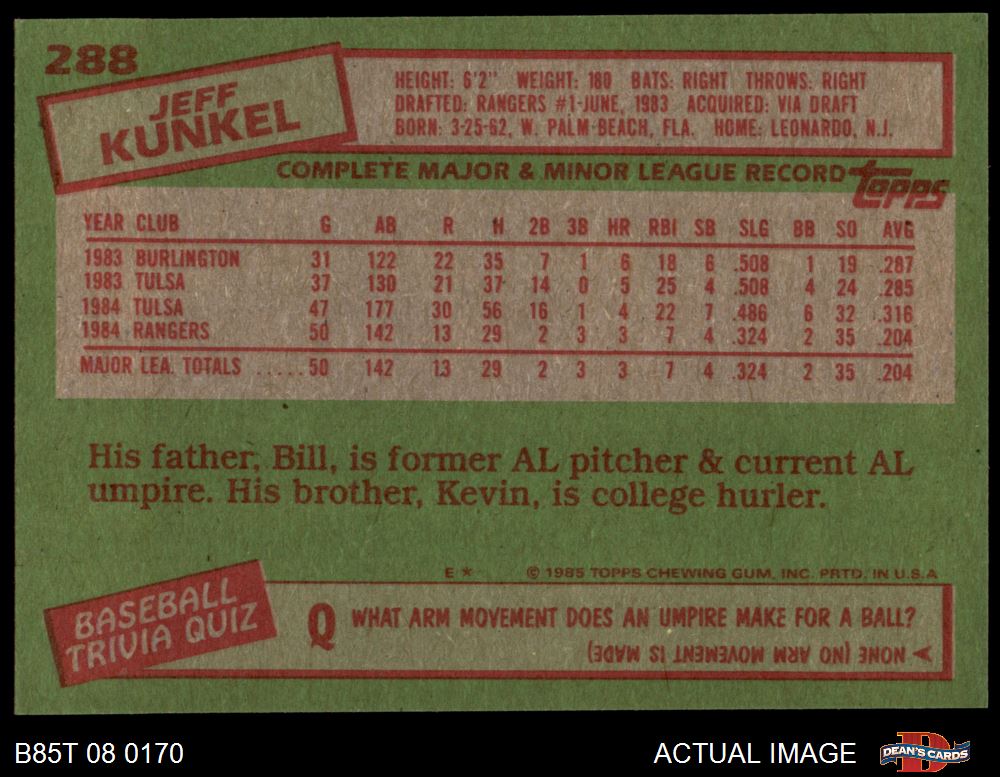 288
JEFF
KUNKEL
HEIGHT: 6'2" WEIGHT: 180 BATS: RIGHT THROWS: RIGHT
DRAFTED: RANGERS #1-JUNE, 1983 ACQUIRED: VIA DRAFT
BORN: 3-25-62, W. PALM BEACH, FLA. HOME: LEONARDO, N.J.
COMPLETE MAJOR & MINOR LEAGUE RECORD topps
YEAR CLUB G AB R H 2B 3B HR RBI SB SLG BB SO AVG
1983 BURLINGTON 31 122 22 35 7 1 6 18 6 .508 1 19 .287
1983 TULSA 37 130 21 37 14 0 5 25 4 .508 4 24 .285
1984 TULSA 47 177 30 56 16 1 4 22 7 .486 6 32 .316
1984 RANGERS 50 142 13 29 2 3 3 7 4 .324 2 35 .204
MAJOR LEA. TOTALS .....50 142 13 29 2 3 3 7 4 .324 2 35 .204
His father, Bill, is former AL pitcher & current AL
umpire. His brother, Kevin, is college hurler.
E * © 1985 TOPPS CHEWING GUM, INC. PRTD. IN U.S.A
BASEBALL
TRIVIA QUIZ
Q WHAT ARM MOVEMENT DOES AN UMPIRE MAKE FOR A BALL?
NONE (NO ARM MOVEMENT IS MADE)
B85T 08 0170
ACTUAL IMAGE
D
DEAN'S CARDS